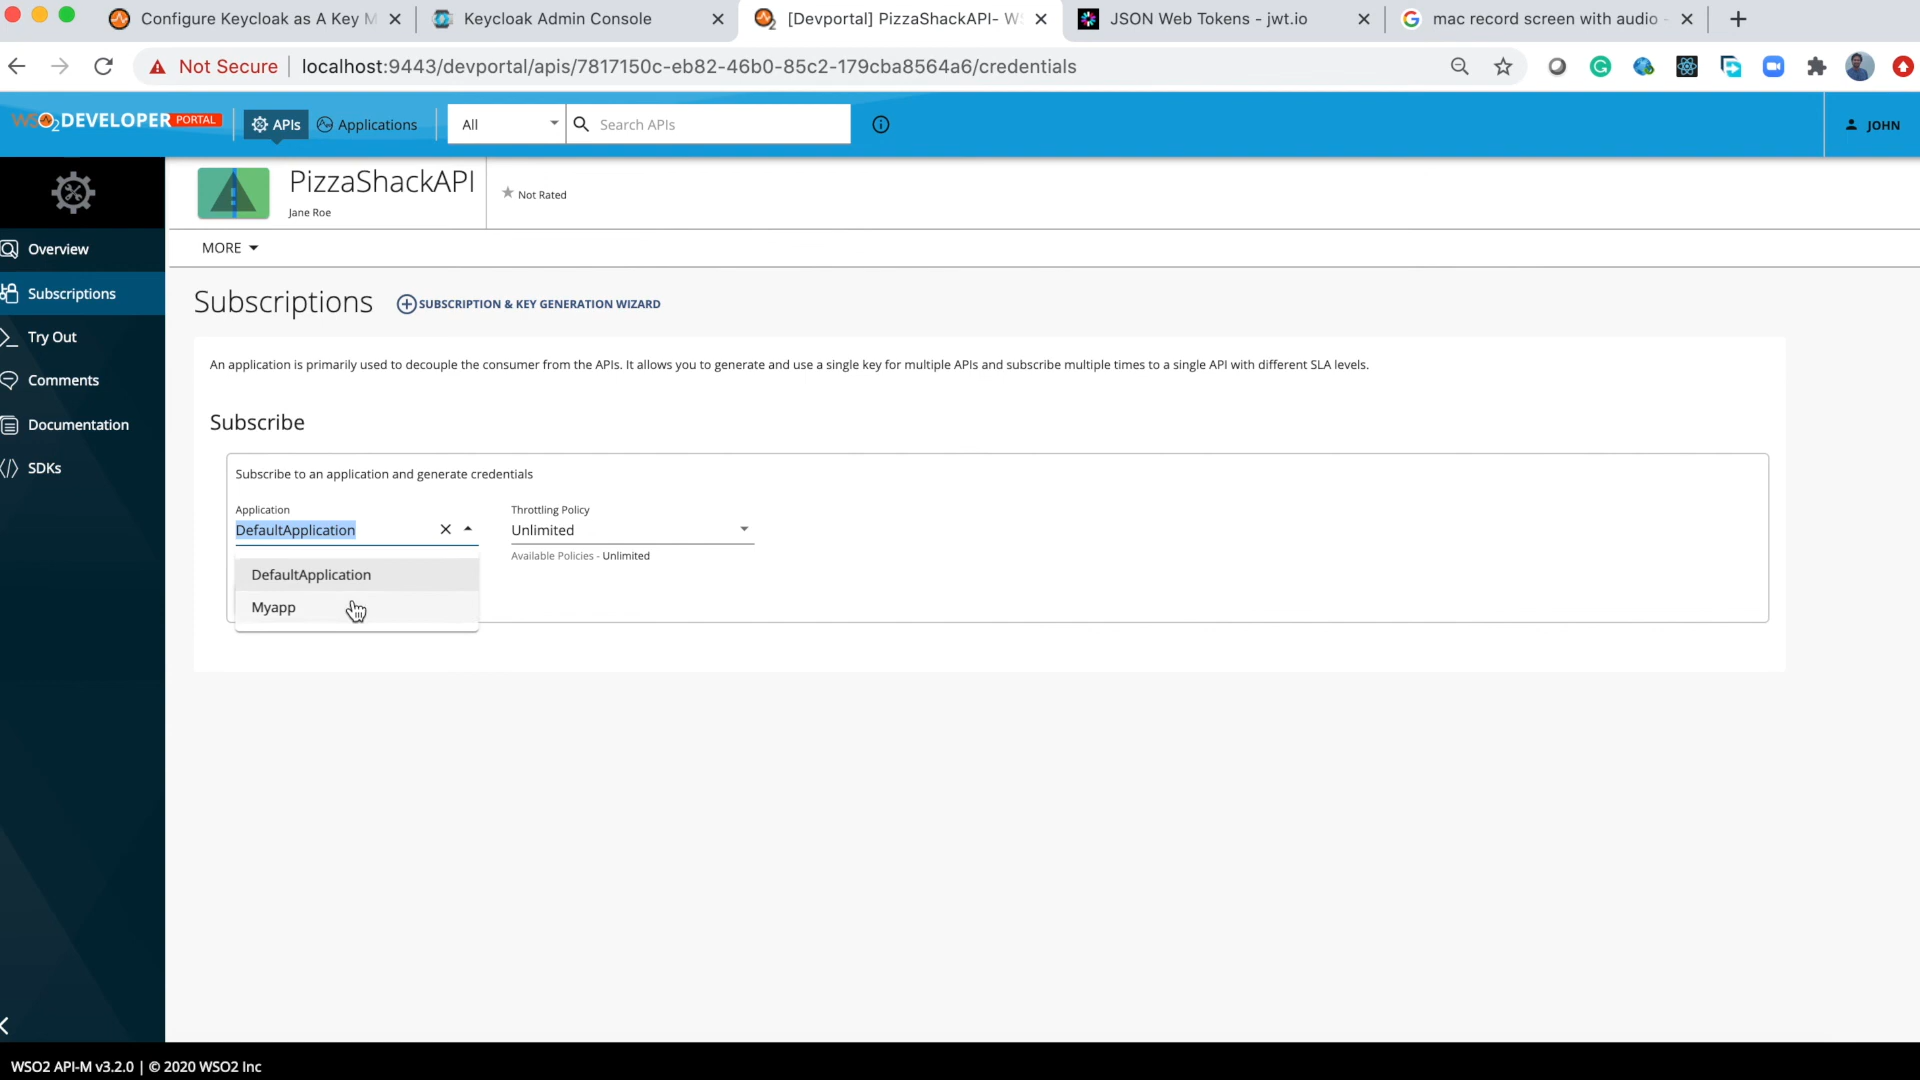 Configure Keycloak as A Key M
Keycloak Admin Console
[Devportal] PizzaShackAPI- WS
JSON Web Tokens - jwt.io
mac record screen with audio -
Not Secure
localhost:9443/devportal/apis/7817150c-eb82-46b0-85c2-179cba8564a6/credentials
WSO2 DEVELOPER PORTAL
APIs
Applications
All
Search APIs
JOHN
PizzaShackAPI
Jane Roe
Not Rated
MORE
Overview
Subscriptions
Try Out
Comments
Documentation
SDKs
Subscriptions
SUBSCRIPTION & KEY GENERATION WIZARD
An application is primarily used to decouple the consumer from the APIs. It allows you to generate and use a single key for multiple APIs and subscribe multiple times to a single API with different SLA levels.
Subscribe
Subscribe to an application and generate credentials
Application
DefaultApplication
Throttling Policy
Unlimited
Available Policies - Unlimited
DefaultApplication
Myapp
WSO2 API-M v3.2.0 | © 2020 WSO2 Inc